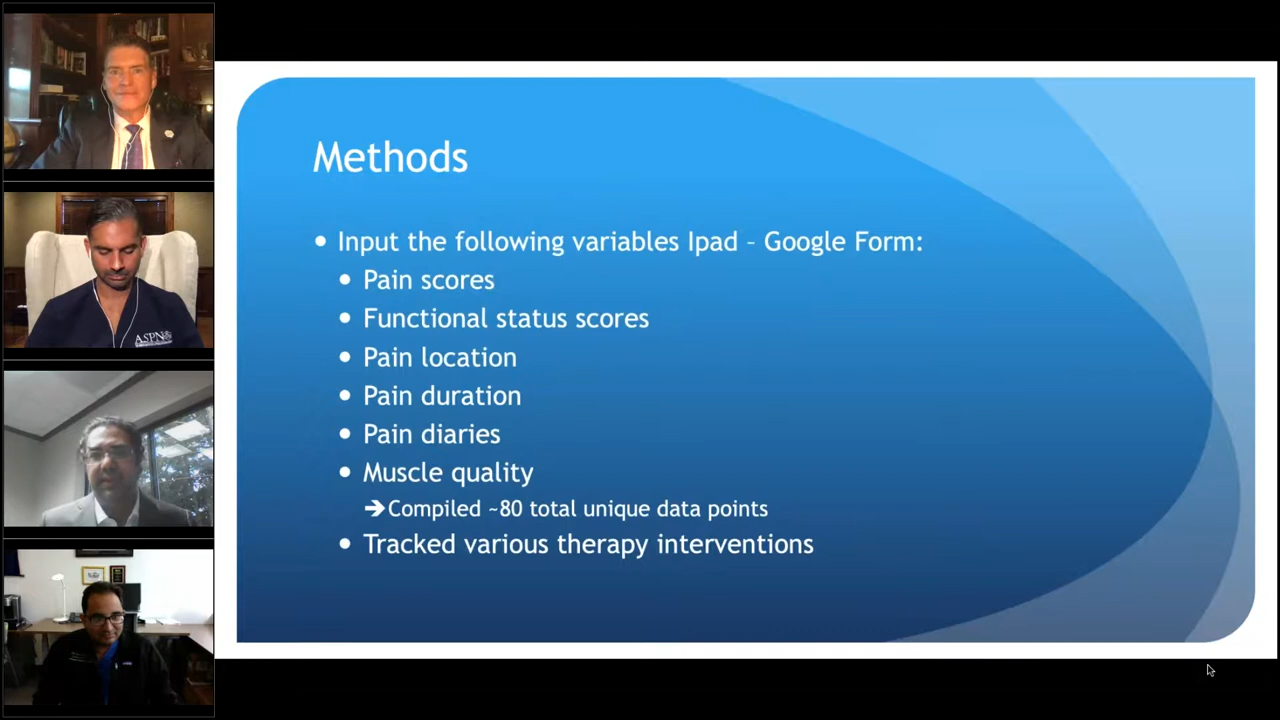 Methods
• Input the following variables Ipad – Google Form:
• Pain scores
• Functional status scores
• Pain location
• Pain duration
• Pain diaries
• Muscle quality
➔Compiled ~80 total unique data points
• Tracked various therapy interventions
ASPN